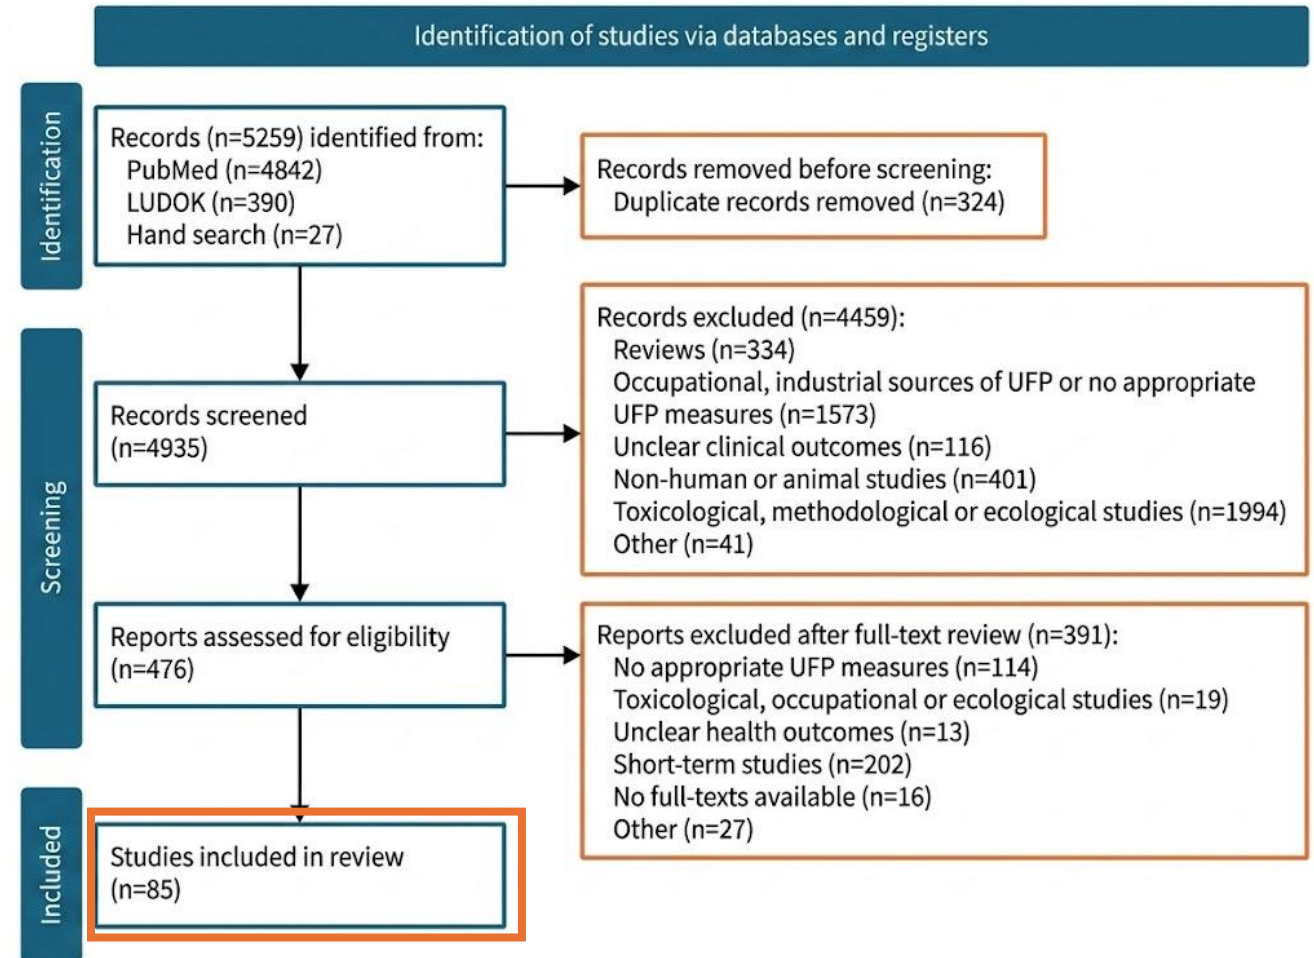 Identification of studies via databases and registers
Identification
Records (n=5259) identified from:
PubMed (n=4842)
LUDOK (n=390)
Hand search (n=27)
Records removed before screening:
Duplicate records removed (n=324)
Screening
Records screened
(n=4935)
Records excluded (n=4459):
Reviews (n=334)
Occupational, industrial sources of UFP or no appropriate
UFP measures (n=1573)
Unclear clinical outcomes (n=116)
Non-human or animal studies (n=401)
Toxicological, methodological or ecological studies (n=1994)
Other (n=41)
Reports assessed for eligibility
(n=476)
Reports excluded after full-text review (n=391):
No appropriate UFP measures (n=114)
Toxicological, occupational or ecological studies (n=19)
Unclear health outcomes (n=13)
Short-term studies (n=202)
No full-texts available (n=16)
Other (n=27)
Included
Studies included in review
(n=85)